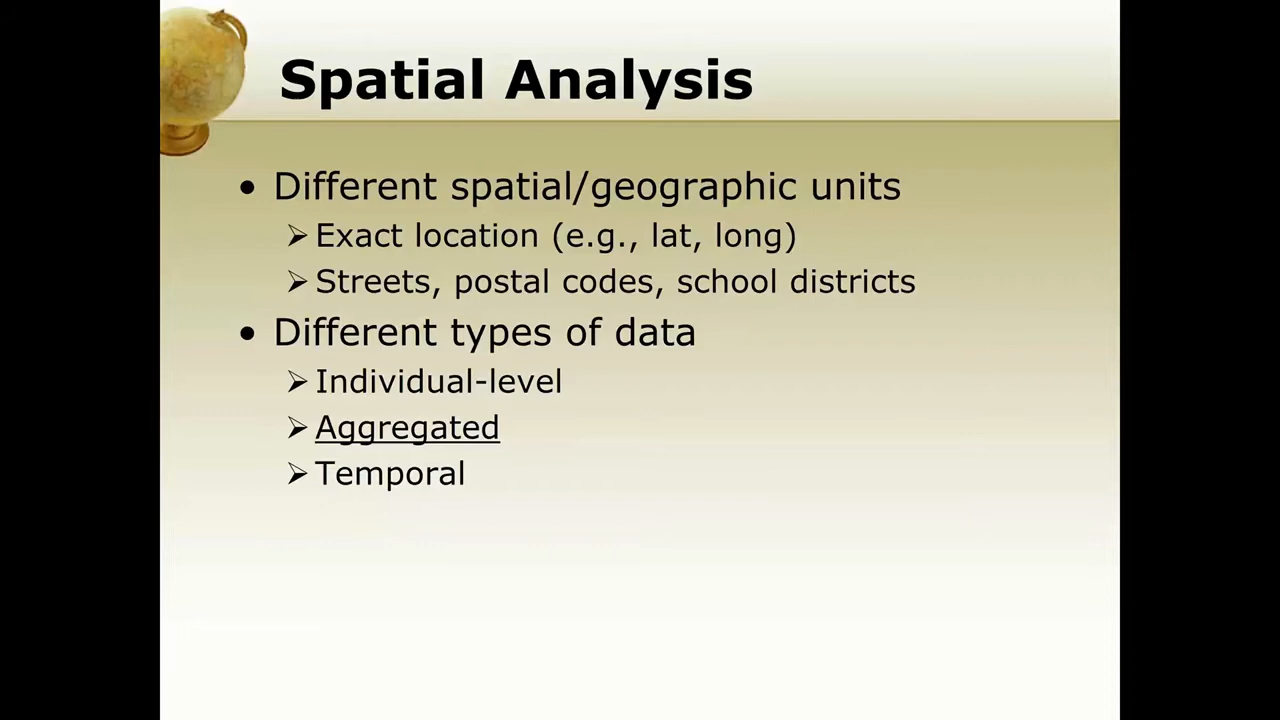 Spatial Analysis
• Different spatial/geographic units
➢ Exact location (e.g., lat, long)
➢ Streets, postal codes, school districts
• Different types of data
➢ Individual-level
➢ Aggregated
➢ Temporal